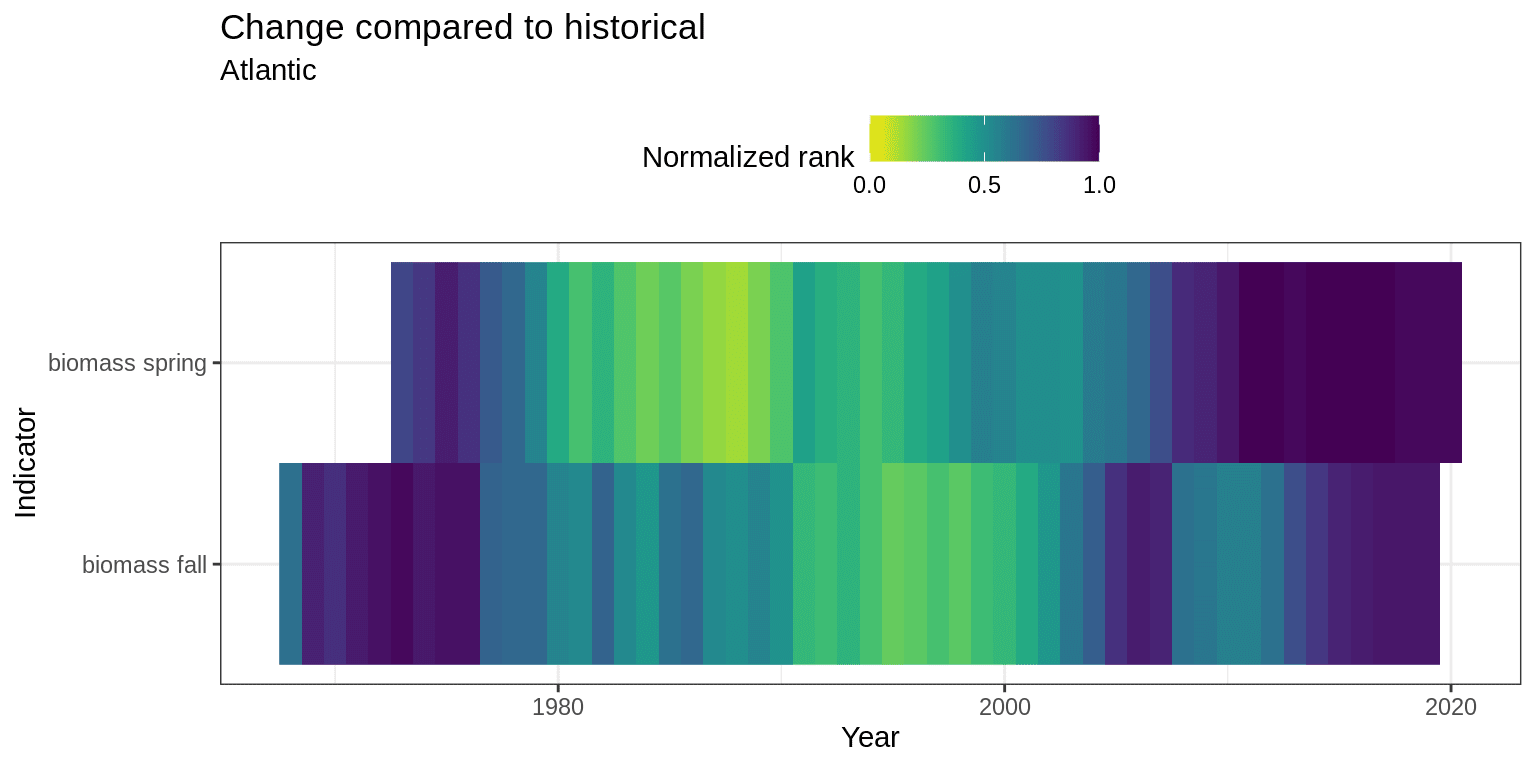 Change compared to historical
Atlantic
Normalized rank
0.0 0.5 1.0
biomass spring
biomass fall
Indicator
1980 2000 2020
Year